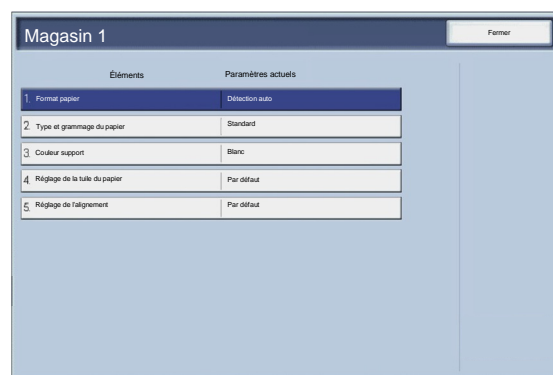 Magasin 1
Fermer
Éléments Paramètres actuels
1. Format papier Détection auto
2. Type et grammage du papier Standard
3. Couleur support Blanc
4. Réglage de la tuile du papier Par défaut
5. Réglage de l'alignement Par défaut